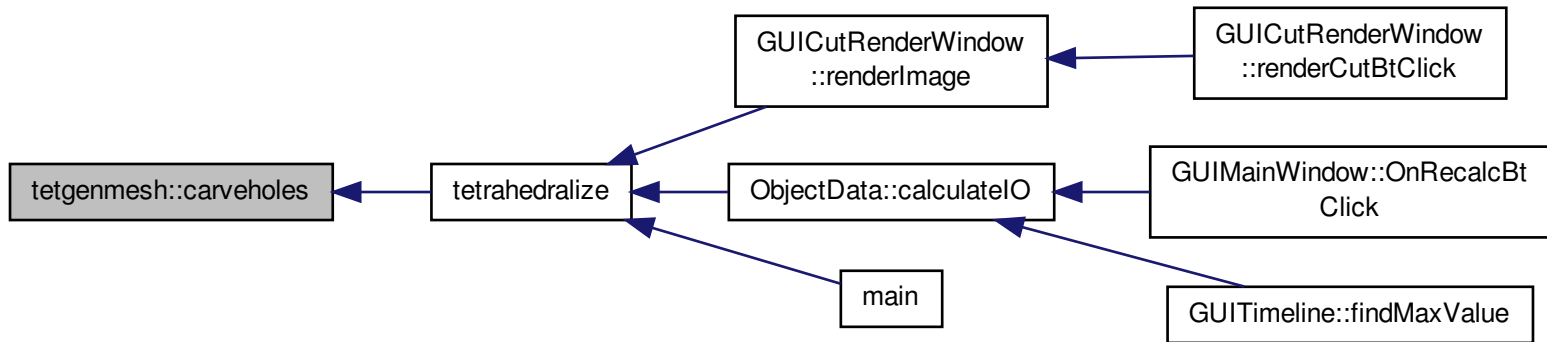 GUICutRenderWindow
::renderImage
GUICutRenderWindow
::renderCutBtClick
tetgenmesh::carveholes
tetrahedralize
ObjectData::calculateIO
GUIMainWindow::OnRecalcBt
Click
main
GUITimeline::findMaxValue